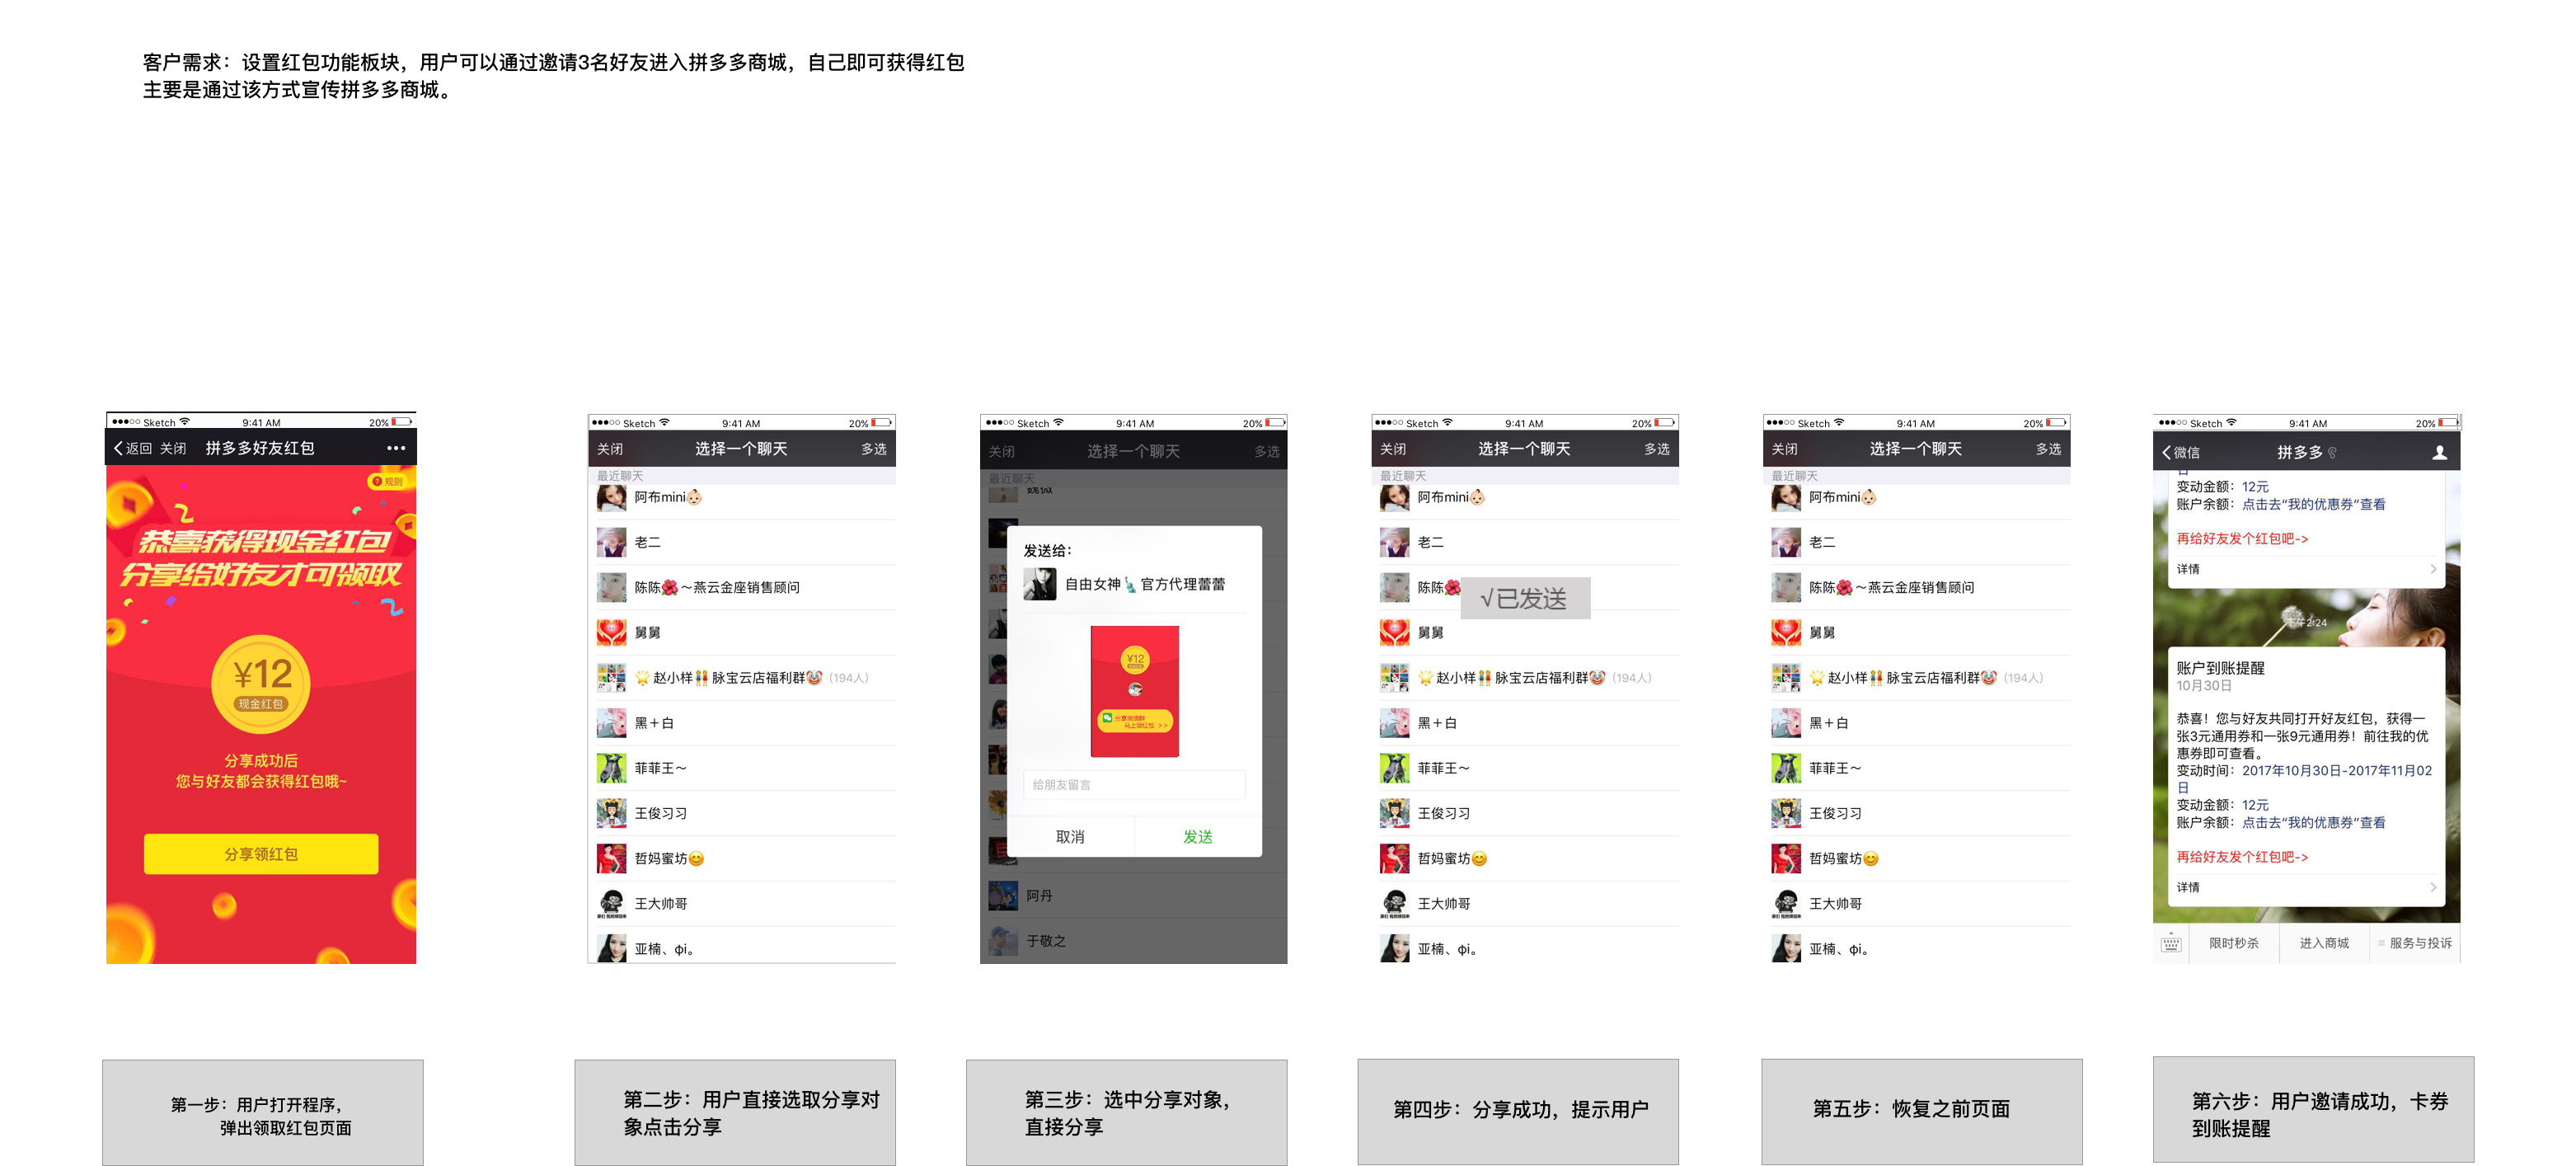 客户需求：设置红包功能板块，用户可以通过邀请3名好友进入拼多多商城，自己即可获得红包
主要是通过该方式宣传拼多多商城。
●●●○○ Sketch 9:41 AM 20%
返回 关闭 拼多多好友红包 •••
? 规则
恭喜获得现金红包
分享给好友才可领取
¥12
现金红包
分享成功后
您与好友都会获得红包哦~
分享领红包
第一步：用户打开程序，
弹出领取红包页面
●●●○○ Sketch 9:41 AM 20%
关闭 选择一个聊天 多选
最近聊天
阿布mini👶🏻
老二
陈陈🌺～燕云金座销售顾问
舅舅
🌟赵小样👭脉宝云店福利群🤡 (194人)
黑＋白
菲菲王～
王俊习习
哲妈蜜坊😊
王大帅哥
亚楠、φi。
第二步：用户直接选取分享对
象点击分享
●●●○○ Sketch 9:41 AM 20%
关闭 选择一个聊天 多选
最近聊天
发送给：
自由女神🗽官方代理蕾蕾
¥12
分享微信群
马上领红包 >>
给朋友留言
取消 发送
阿丹
于敬之
第三步：选中分享对象，
直接分享
●●●○○ Sketch 9:41 AM 20%
关闭 选择一个聊天 多选
最近聊天
阿布mini👶🏻
老二
陈陈🌺
√已发送
舅舅
🌟赵小样👭脉宝云店福利群🤡 (194人)
黑＋白
菲菲王～
王俊习习
哲妈蜜坊😊
王大帅哥
亚楠、φi。
第四步：分享成功，提示用户
●●●○○ Sketch 9:41 AM 20%
关闭 选择一个聊天 多选
最近聊天
阿布mini👶🏻
老二
陈陈🌺～燕云金座销售顾问
舅舅
🌟赵小样👭脉宝云店福利群🤡 (194人)
黑＋白
菲菲王～
王俊习习
哲妈蜜坊😊
王大帅哥
亚楠、φi。
第五步：恢复之前页面
●●●○○ Sketch 9:41 AM 20%
微信 拼多多
日
变动金额：12元
账户余额：点击去“我的优惠券”查看
再给好友发个红包吧->
详情
下午2:24
账户到账提醒
10月30日
恭喜！您与好友共同打开好友红包，获得一
张3元通用券和一张9元通用券！前往我的优
惠券即可查看。
变动时间：2017年10月30日-2017年11月02
日
变动金额：12元
账户余额：点击去“我的优惠券”查看
再给好友发个红包吧->
详情
限时秒杀 进入商城 ≡ 服务与投诉
第六步：用户邀请成功，卡券
到账提醒